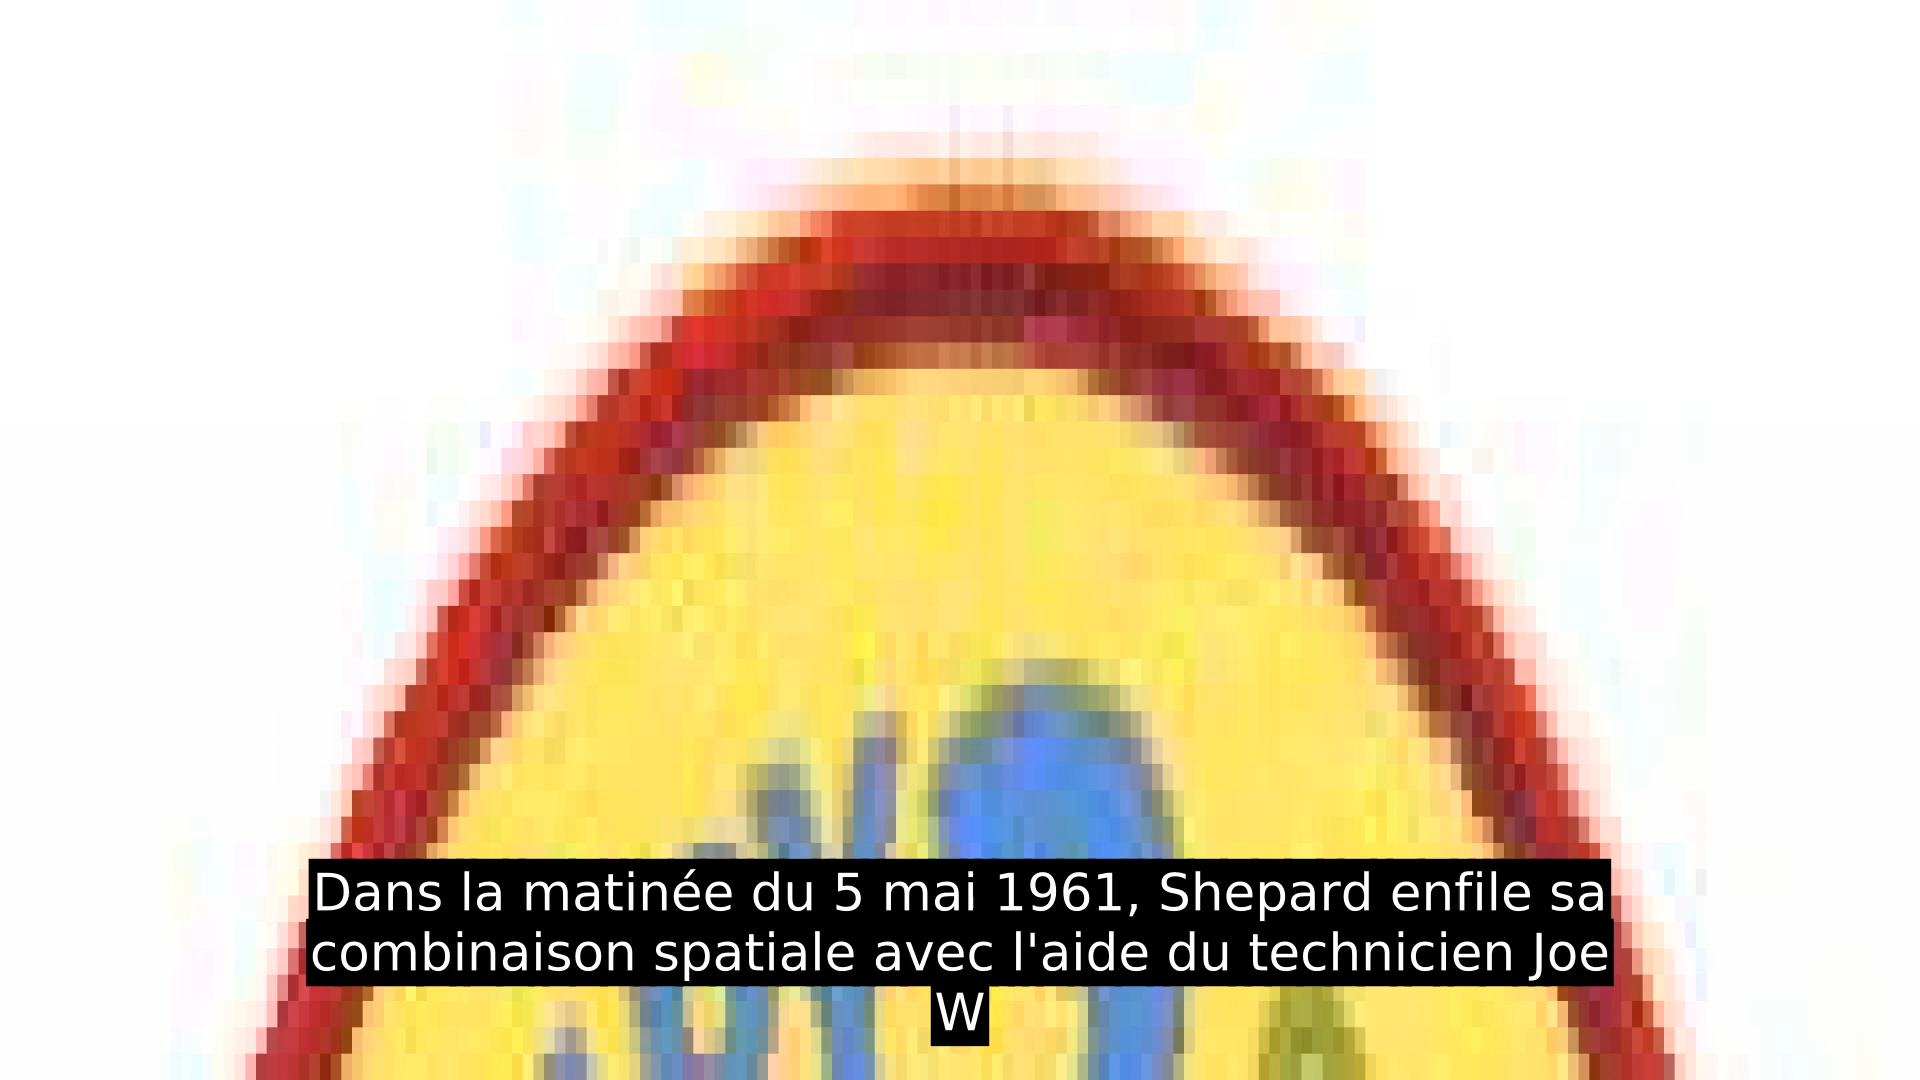 Dans la matinée du 5 mai 1961, Shepard enfile sa
combinaison spatiale avec l'aide du technicien Joe
W